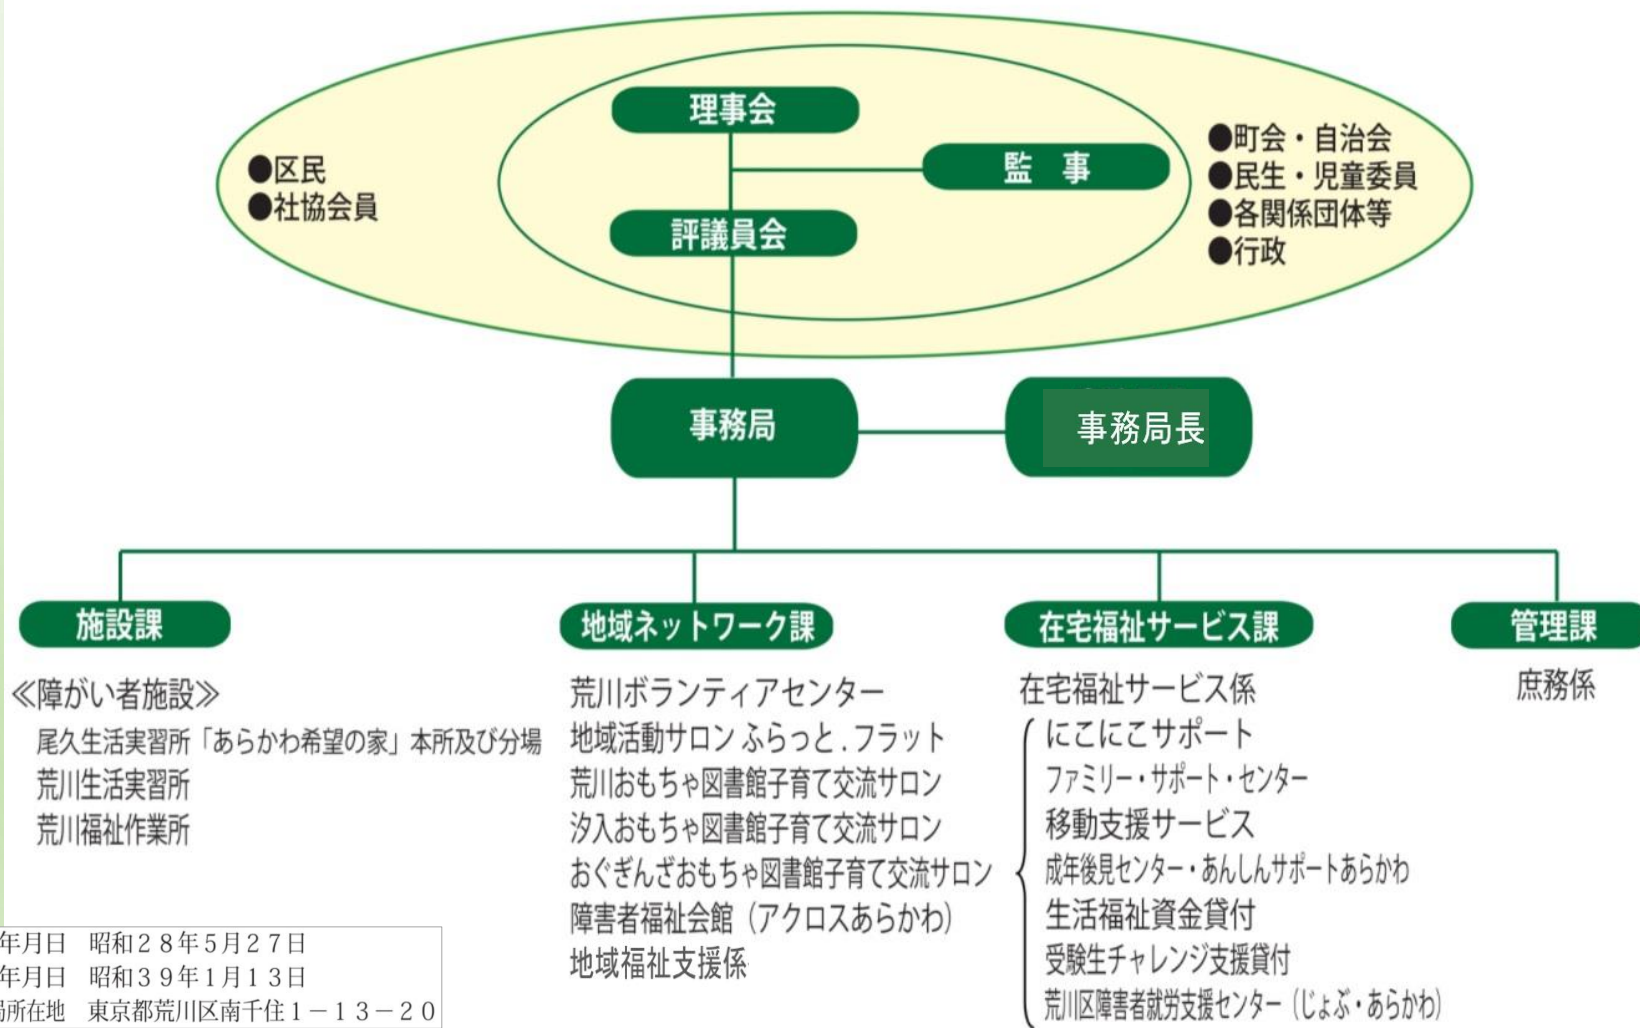 理事会
監　事
評議員会
●区民
●社協会員
●町会・自治会
●民生・児童委員
●各関係団体等
●行政
事務局
事務局長
施設課
≪障がい者施設≫
尾久生活実習所「あらかわ希望の家」本所及び分場
荒川生活実習所
荒川福祉作業所
地域ネットワーク課
荒川ボランティアセンター
地域活動サロン ふらっと.フラット
荒川おもちゃ図書館子育て交流サロン
汐入おもちゃ図書館子育て交流サロン
おぐぎんざおもちゃ図書館子育て交流サロン
障害者福祉会館（アクロスあらかわ）
地域福祉支援係
在宅福祉サービス課
在宅福祉サービス係
にこにこサポート
ファミリー・サポート・センター
移動支援サービス
成年後見センター・あんしんサポートあらかわ
生活福祉資金貸付
受験生チャレンジ支援貸付
荒川区障害者就労支援センター（じょぶ・あらかわ）
管理課
庶務係
年月日　昭和２８年５月２７日
年月日　昭和３９年１月１３日
局所在地　東京都荒川区南千住１－１３－２０